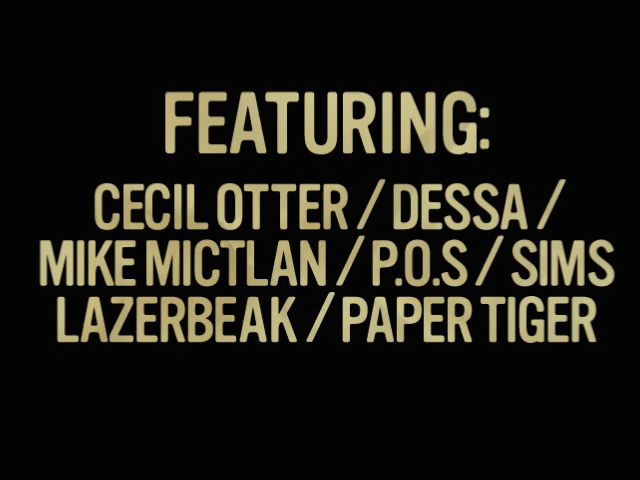 FEATURING:
CECIL OTTER / DESSA /
MIKE MICTLAN / P.O.S / SIMS
LAZERBEAK / PAPER TIGER